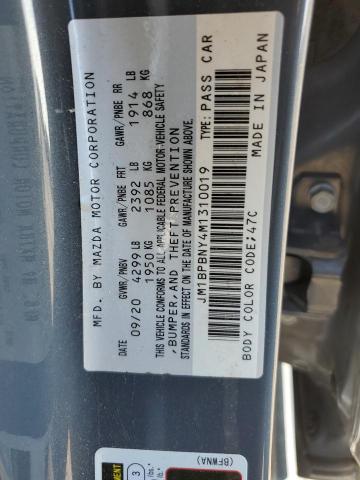 MFD. BY MAZDA MOTOR CORPORATION
DATE GVWR/PNBV GAWR/PNBE FRT GAWR/PNBE RR
09/20 4299 LB 2392 LB 1914 LB
1950 KG 1085 KG 868 KG
THIS VEHICLE CONFORMS TO ALL APPLICABLE FEDERAL MOTOR-VEHICLE SAFETY
,BUMPER,AND THEFT PREVENTION
STANDARDS IN EFFECT ON THE DATE OF MANUFACTURE SHOWN ABOVE.
JM1BPBNY4M1310019 TYPE: PASS CAR
BODY COLOR CODE:47C MADE IN JAPAN
(BFWNA)
3
lbs.